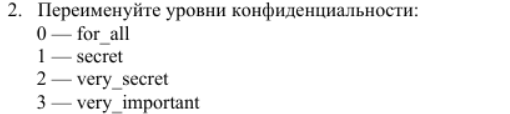 2. Переименуйте уровни конфиденциальности:
0 — for_all
1 — secret
2 — very_secret
3 — very_important